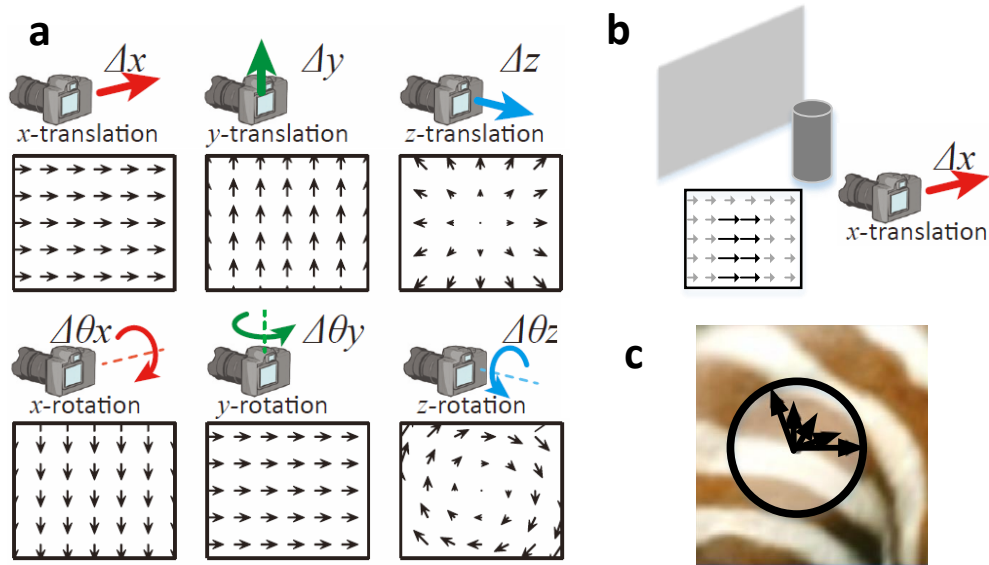 a
Δx
Δy
Δz
x-translation
y-translation
z-translation
Δθx
Δθy
Δθz
x-rotation
y-rotation
z-rotation
b
Δx
x-translation
c